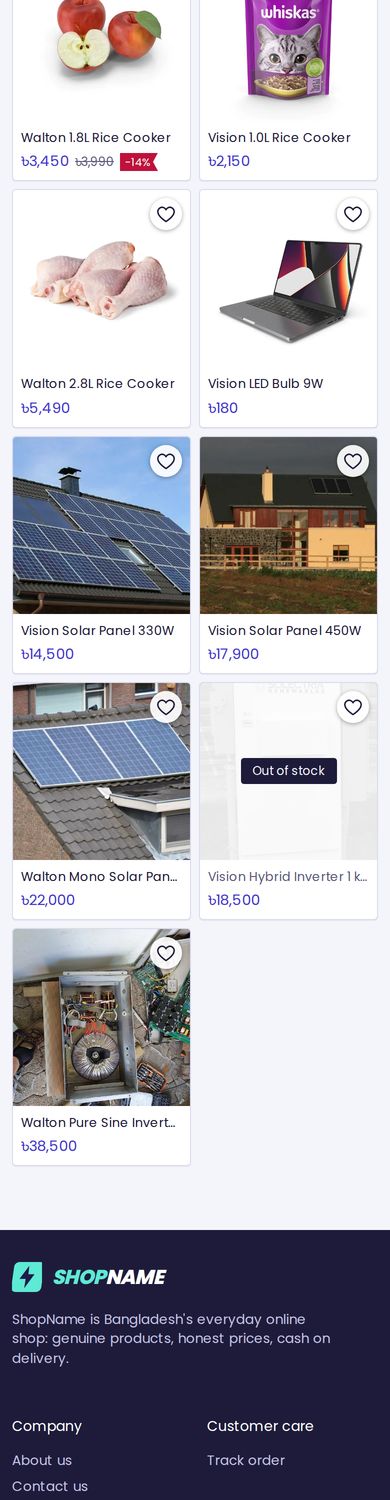 whiskas
Walton 1.8L Rice Cooker
৳3,450 ৳3,990 -14%
Vision 1.0L Rice Cooker
৳2,150
Walton 2.8L Rice Cooker
৳5,490
Vision LED Bulb 9W
৳180
Vision Solar Panel 330W
৳14,500
Vision Solar Panel 450W
৳17,900
Walton Mono Solar Pan...
৳22,000
Out of stock
Vision Hybrid Inverter 1 k...
৳18,500
Walton Pure Sine Invert...
৳38,500
SHOPNAME
ShopName is Bangladesh's everyday online
shop: genuine products, honest prices, cash on
delivery.
Company
About us
Contact us
Customer care
Track order